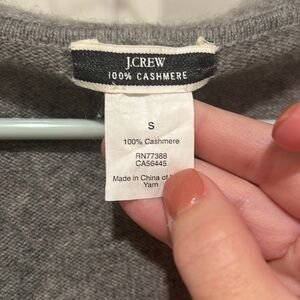 J.CREW
100% CASHMERE
S
100% Cashmere
RN77388
CA56445
Made in China of
Yarn